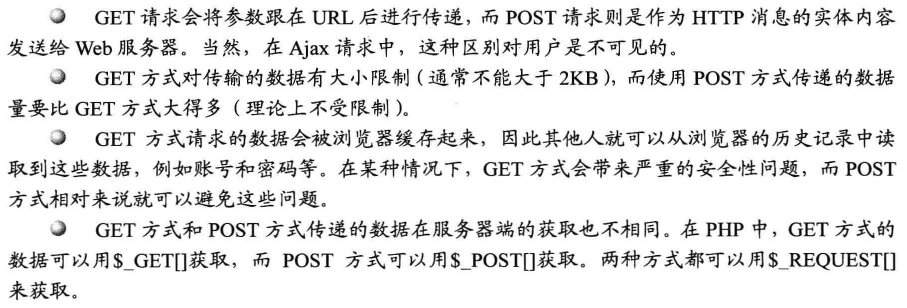 GET 请求会将参数跟在 URL 后进行传递，而 POST 请求则是作为 HTTP 消息的实体内容
发送给 Web 服务器。当然，在 Ajax 请求中，这种区别对用户是不可见的。
GET 方式对传输的数据有大小限制（通常不能大于 2KB），而使用 POST 方式传递的数据
量要比 GET 方式大得多（理论上不受限制）。
GET 方式请求的数据会被浏览器缓存起来，因此其他人就可以从浏览器的历史记录中读
取到这些数据，例如账号和密码等。在某种情况下，GET 方式会带来严重的安全性问题，而 POST
方式相对来说就可以避免这些问题。
GET 方式和 POST 方式传递的数据在服务器端的获取也不相同。在 PHP 中，GET 方式的
数据可以用$_GET[]获取，而 POST 方式可以用$_POST[]获取。两种方式都可以用$_REQUEST[]
来获取。